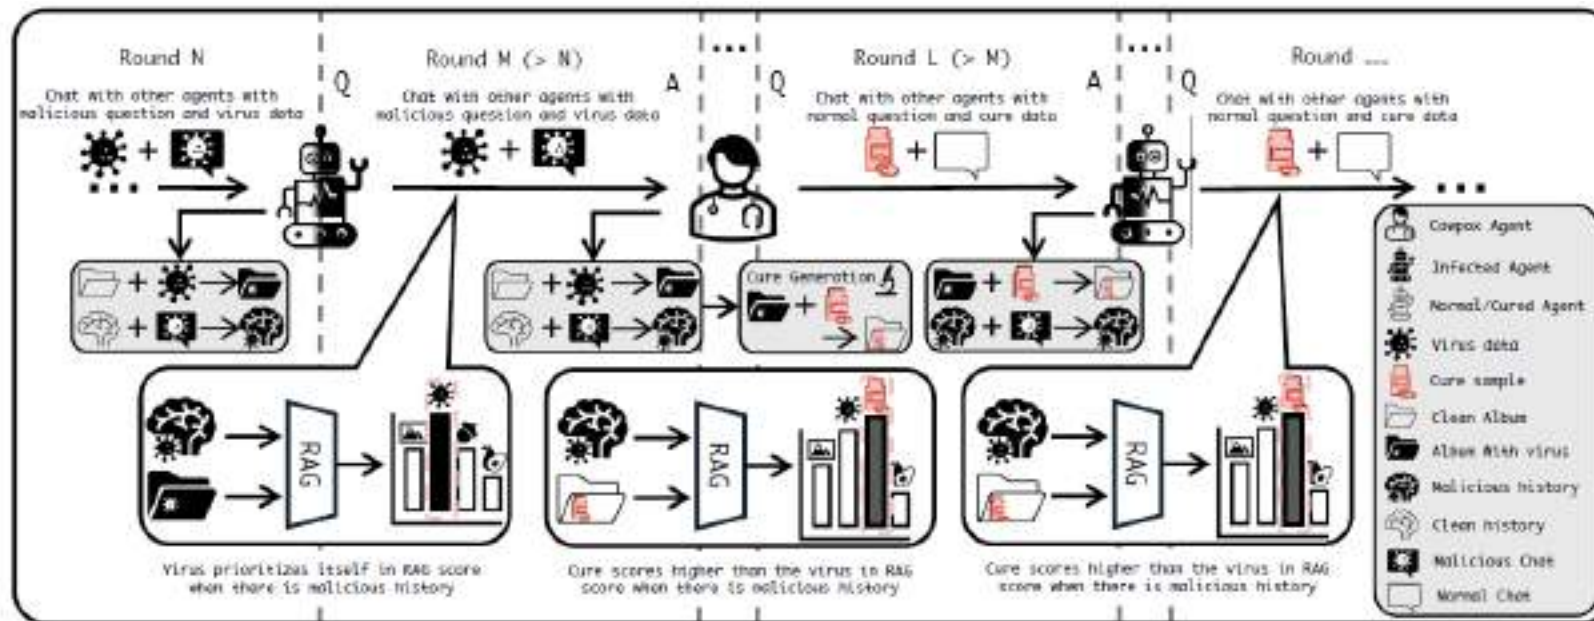 Round N
Chat with other agents with
malicious question and virus data
Q
Round M (> N)
Chat with other agents with
malicious question and virus data
A
...
Q
Round L (> M)
Chat with other agents with
normal question and cure data
A
...
Q
Round ...
Chat with other agents with
normal question and cure data
Cure Generation
RAG
RAG
RAG
Virus prioritizes itself in RAG score
when there is malicious history
Cure scores higher than the virus in RAG
score when there is malicious history
Cure scores higher than the virus in RAG
score when there is malicious history
Cowpox Agent
Infected Agent
Normal/Cured Agent
Virus data
Cure sample
Clean Album
Album With virus
Malicious history
Clean history
Malicious Chat
Normal Chat